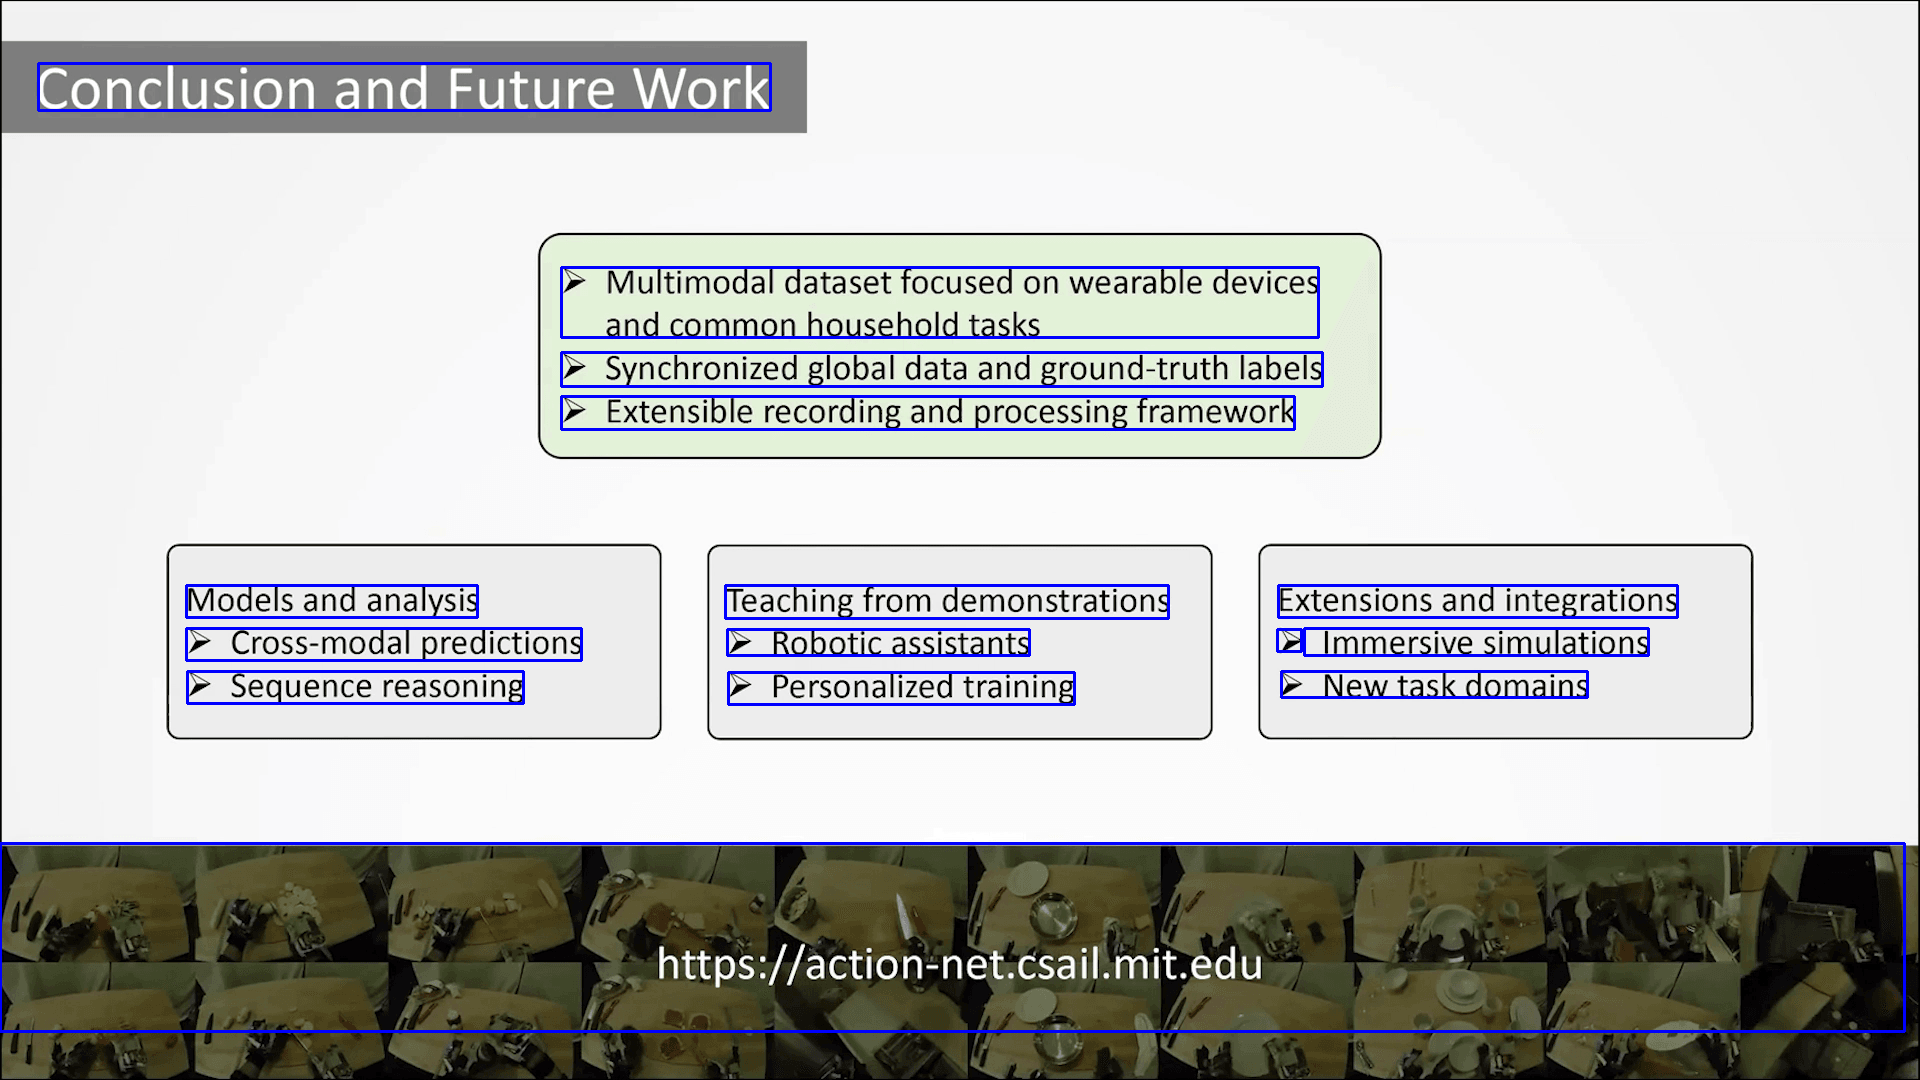 Conclusion and Future Work
➢ Multimodal dataset focused on wearable devices
and common household tasks
➢ Synchronized global data and ground-truth labels
➢ Extensible recording and processing framework
Models and analysis
➢ Cross-modal predictions
➢ Sequence reasoning
Teaching from demonstrations
➢ Robotic assistants
➢ Personalized training
Extensions and integrations
➢ Immersive simulations
➢ New task domains
https://action-net.csail.mit.edu